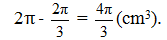 2π - 2π/3 = 4π/3 (cm³).